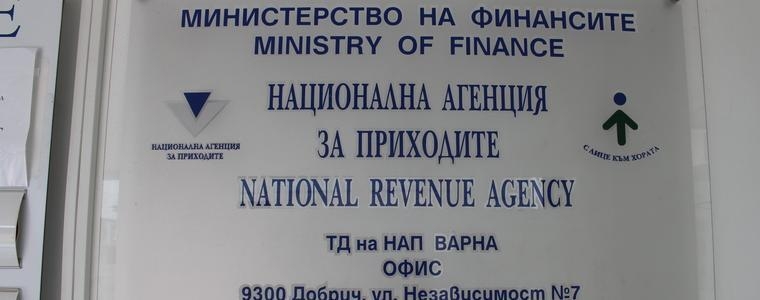 МИНИСТЕРСТВО НА ФИНАНСИТЕ
MINISTRY OF FINANCE
НАЦИОНАЛНА АГЕНЦИЯ
ЗА ПРИХОДИТЕ
NATIONAL REVENUE AGENCY
НАЦИОНАЛНА АГЕНЦИЯ
ЗА ПРИХОДИТЕ
С ЛИЦЕ КЪМ ХОРАТА
ТД на НАП ВАРНА
ОФИС
9300 Добрич, ул. Независимост №7